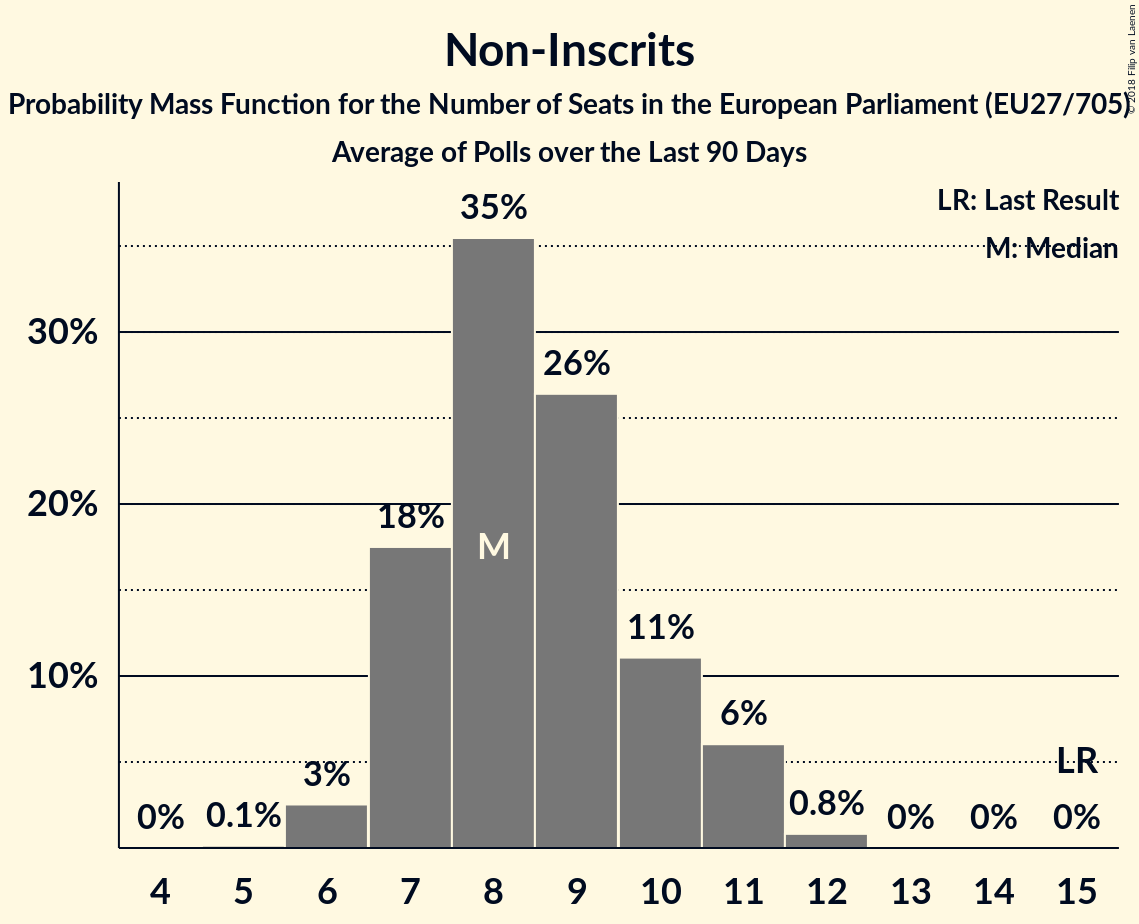 Non-Inscrits
Probability Mass Function for the Number of Seats in the European Parliament (EU27/705)
Average of Polls over the Last 90 Days
© 2018 Filip van Laenen
LR: Last Result
M: Median
35%
30%
26%
20%
18%
M
11%
10%
6%
LR
3%
0% 0.1% 0.8% 0% 0% 0%
4 5 6 7 8 9 10 11 12 13 14 15